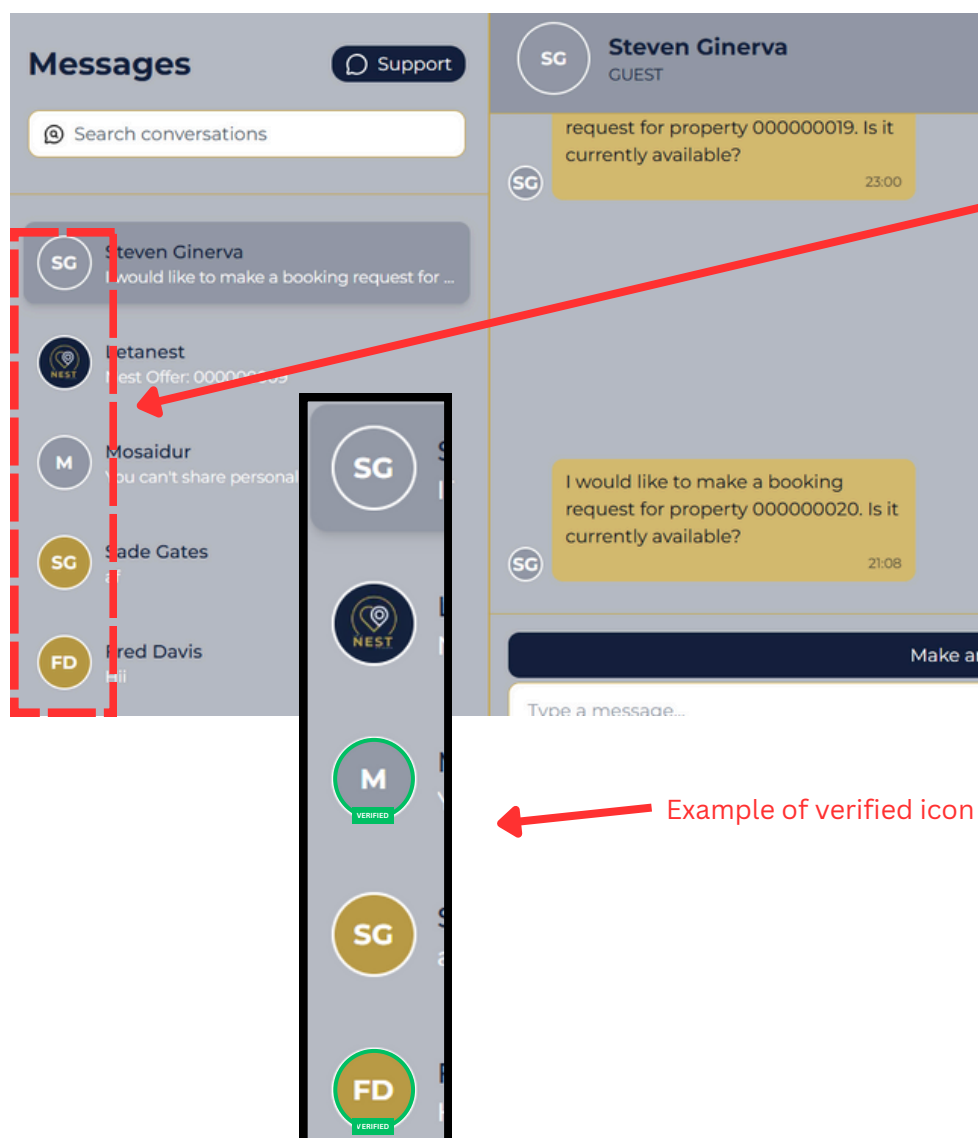 Messages
Support
Search conversations
SG
Steven Ginerva
I would like to make a booking request for ...
NEST
Letanest
Nest Offer: 000000009
M
Mosaidur
You can't share personal
SG
Sade Gates
af
FD
Fred Davis
Hii
SG
Steven Ginerva
GUEST
request for property 000000019. Is it
currently available?
23:00
SG
I would like to make a booking
request for property 000000020. Is it
currently available?
21:08
SG
Make an
Type a message...
SG
NEST
M
VERIFIED
SG
FD
VERIFIED
Example of verified icon